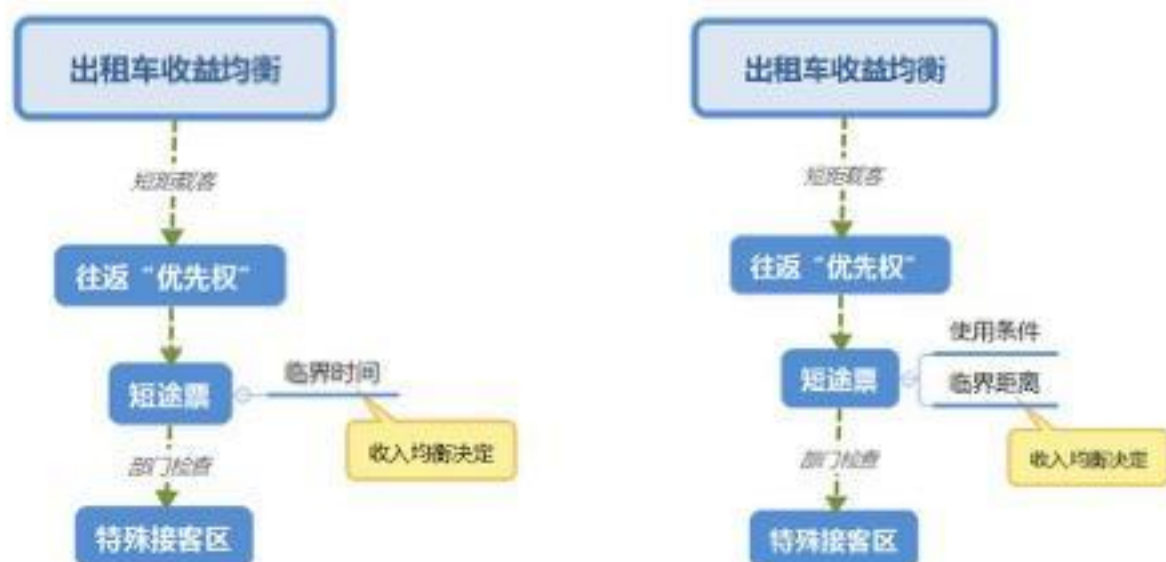 出租车收益均衡
短距载客
往返“优先权”
短途票
临界时间
收入均衡决定
部门检查
特殊接客区
出租车收益均衡
短距载客
往返“优先权”
短途票
使用条件
临界距离
收入均衡决定
部门检查
特殊接客区